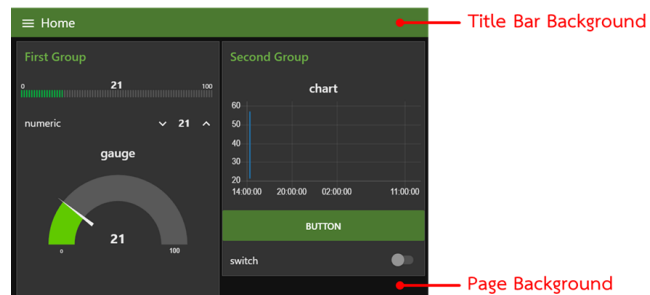 Home
Title Bar Background
First Group
0 21 100
numeric 21
gauge
21
0 100
Second Group
chart
60
50
40
30
20
14:00:00 20:00:00 02:00:00 11:00:00
BUTTON
switch
Page Background